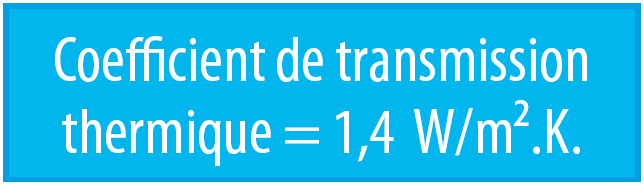 Coefficient de transmission
thermique = 1,4 W/m².K.